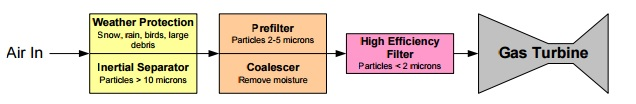 Air In
Weather Protection
Snow, rain, birds, large
debris
Inertial Separator
Particles > 10 microns
Prefilter
Particles 2-5 microns
Coalescer
Remove moisture
High Efficiency
Filter
Particles < 2 microns
Gas Turbine